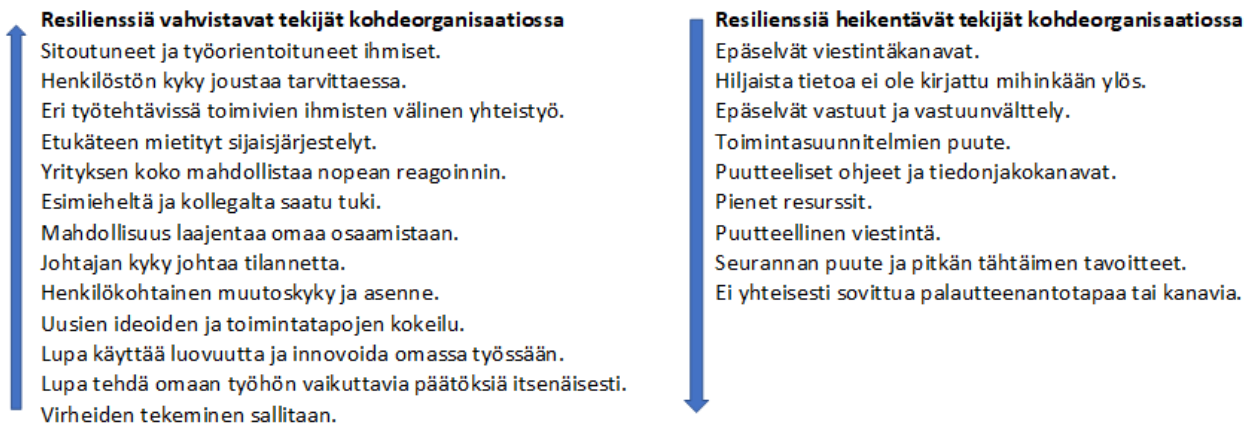 Resilienssiä vahvistavat tekijät kohdeorganisaatiossa
Sitoutuneet ja työorientoituneet ihmiset.
Henkilöstön kyky joustaa tarvittaessa.
Eri työtehtävissä toimivien ihmisten välinen yhteistyö.
Etukäteen mietityt sijaisjärjestelyt.
Yrityksen koko mahdollistaa nopean reagoinnin.
Esimieheltä ja kollegalta saatu tuki.
Mahdollisuus laajentaa omaa osaamistaan.
Johtajan kyky johtaa tilannetta.
Henkilökohtainen muutoskyky ja asenne.
Uusien ideoiden ja toimintatapojen kokeilu.
Lupa käyttää luovuutta ja innovoida omassa työssään.
Lupa tehdä omaan työhön vaikuttavia päätöksiä itsenäisesti.
Virheiden tekeminen sallitaan.
Resilienssiä heikentävät tekijät kohdeorganisaatiossa
Epäselvät viestintäkanavat.
Hiljaista tietoa ei ole kirjattu mihinkään ylös.
Epäselvät vastuut ja vastuunvälttely.
Toimintasuunnitelmien puute.
Puutteeliset ohjeet ja tiedonjakokanavat.
Pienet resurssit.
Puutteellinen viestintä.
Seurannan puute ja pitkän tähtäimen tavoitteet.
Ei yhteisesti sovittua palautteenantotapaa tai kanavia.